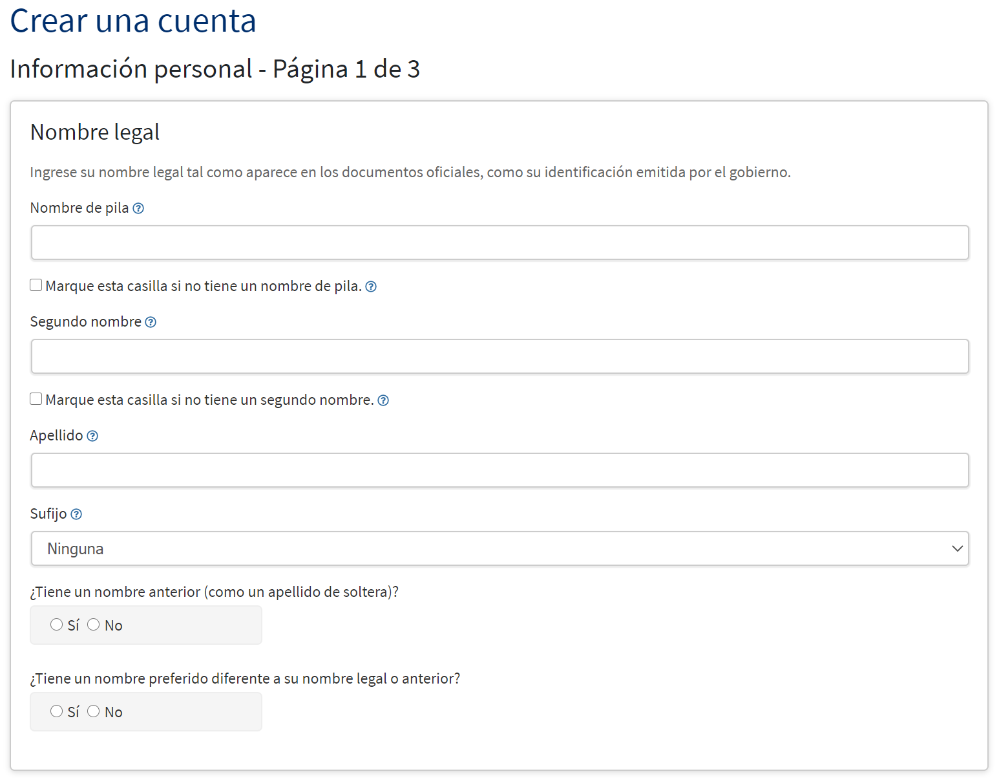 Crear una cuenta
Información personal - Página 1 de 3
Nombre legal
Ingrese su nombre legal tal como aparece en los documentos oficiales, como su identificación emitida por el gobierno.
Nombre de pila
Marque esta casilla si no tiene un nombre de pila.
Segundo nombre
Marque esta casilla si no tiene un segundo nombre.
Apellido
Sufijo
Ninguna
¿Tiene un nombre anterior (como un apellido de soltera)?
Sí No
¿Tiene un nombre preferido diferente a su nombre legal o anterior?
Sí No